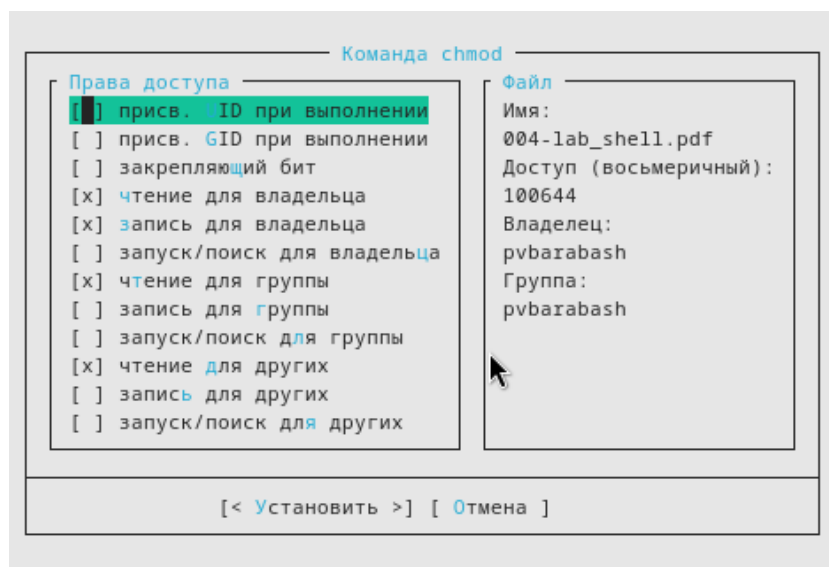 Команда chmod
Права доступа
[ ] присв. UID при выполнении
[ ] присв. GID при выполнении
[ ] закрепляющий бит
[x] чтение для владельца
[x] запись для владельца
[ ] запуск/поиск для владельца
[x] чтение для группы
[ ] запись для группы
[ ] запуск/поиск для группы
[x] чтение для других
[ ] запись для других
[ ] запуск/поиск для других
Файл
Имя:
004-lab_shell.pdf
Доступ (восьмеричный):
100644
Владелец:
pvbarabash
Группа:
pvbarabash
[< Установить >] [ Отмена ]